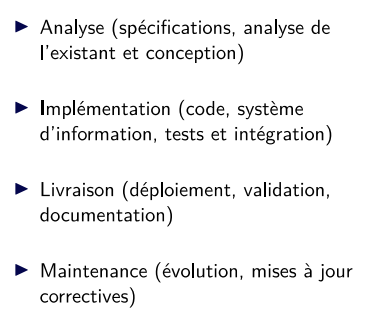 ▶ Analyse (spécifications, analyse de
l'existant et conception)
▶ Implémentation (code, système
d'information, tests et intégration)
▶ Livraison (déploiement, validation,
documentation)
▶ Maintenance (évolution, mises à jour
correctives)